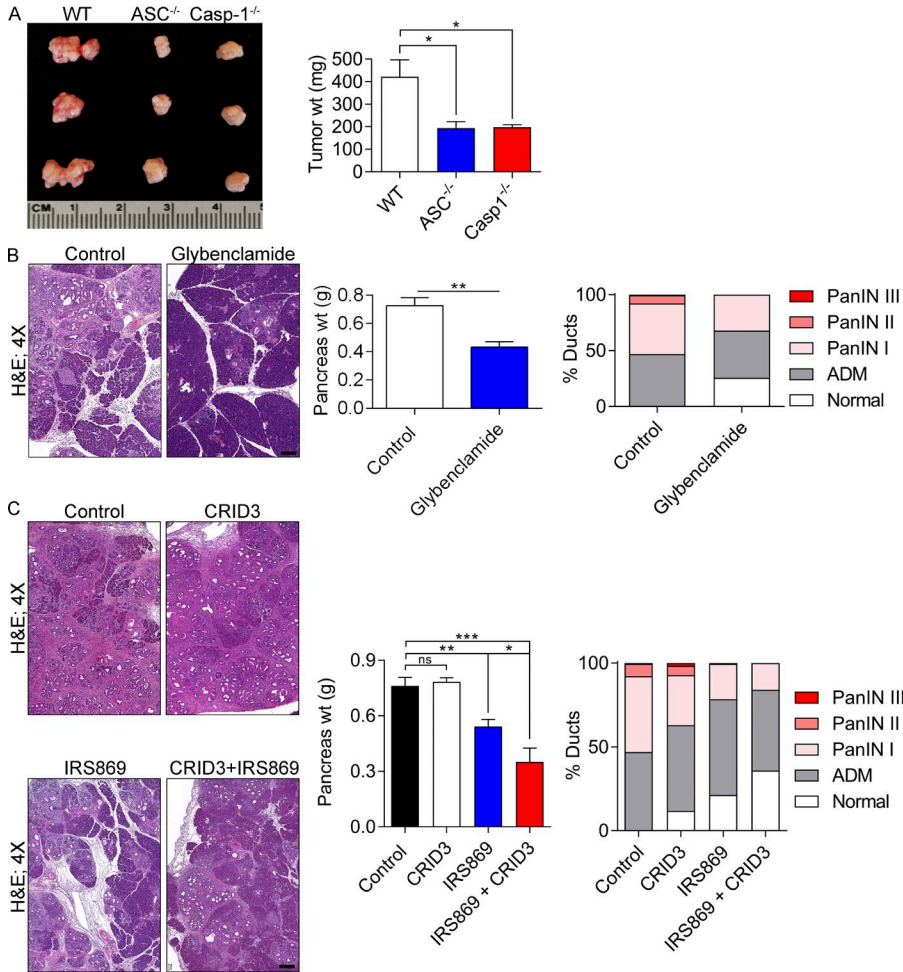 A
WT ASC-/- Casp-1-/-
CM 1 2 3 4 5
Tumor wt (mg)
500
400
300
200
100
0
*
*
WT
ASC-/-
Casp1-/-
B
Control Glybenclamide
H&E; 4X
Pancreas wt (g)
0.8
0.6
0.4
0.2
0.0
**
Control
Glybenclamide
% Ducts
100
50
0
Control
Glybenclamide
PanIN III
PanIN II
PanIN I
ADM
Normal
C
Control CRID3
H&E; 4X
IRS869 CRID3+IRS869
H&E; 4X
Pancreas wt (g)
0.9
0.6
0.3
0.0
***
** *
ns
Control
CRID3
IRS869
IRS869 + CRID3
% Ducts
100
50
0
Control
CRID3
IRS869
IRS869 + CRID3
PanIN III
PanIN II
PanIN I
ADM
Normal